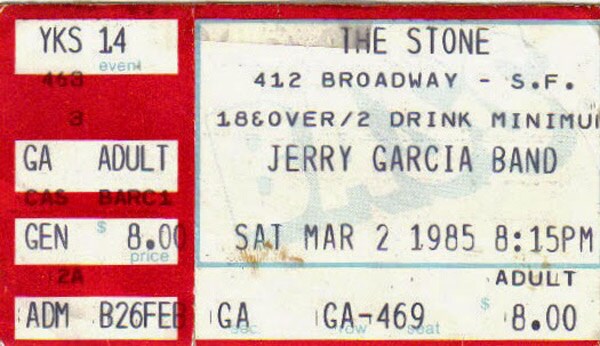 YKS 14
event
463
3
GA ADULT
CAS BARC1
GEN $ 8.00
price
2A
ADM B26FEB
THE STONE
412 BROADWAY - S.F.
18&OVER/2 DRINK MINIMU
JERRY GARCIA BAND
SAT MAR 2 1985 8:15PM
ADULT
GA GA-469 $ 8.00
sec row seat